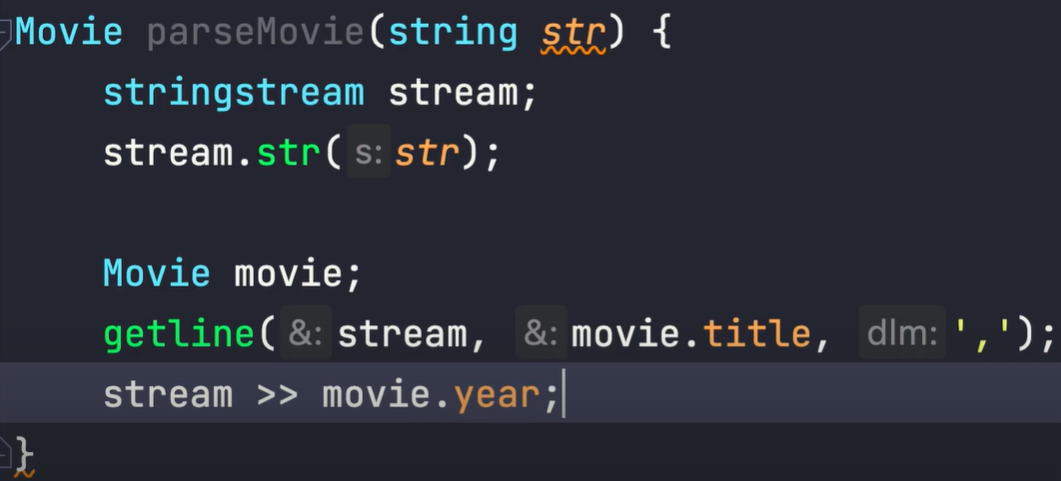 Movie parseMovie(string str) {
stringstream stream;
stream.str( s: str);
Movie movie;
getline( &: stream, &: movie.title, dlm: ',');
stream >> movie.year;
}